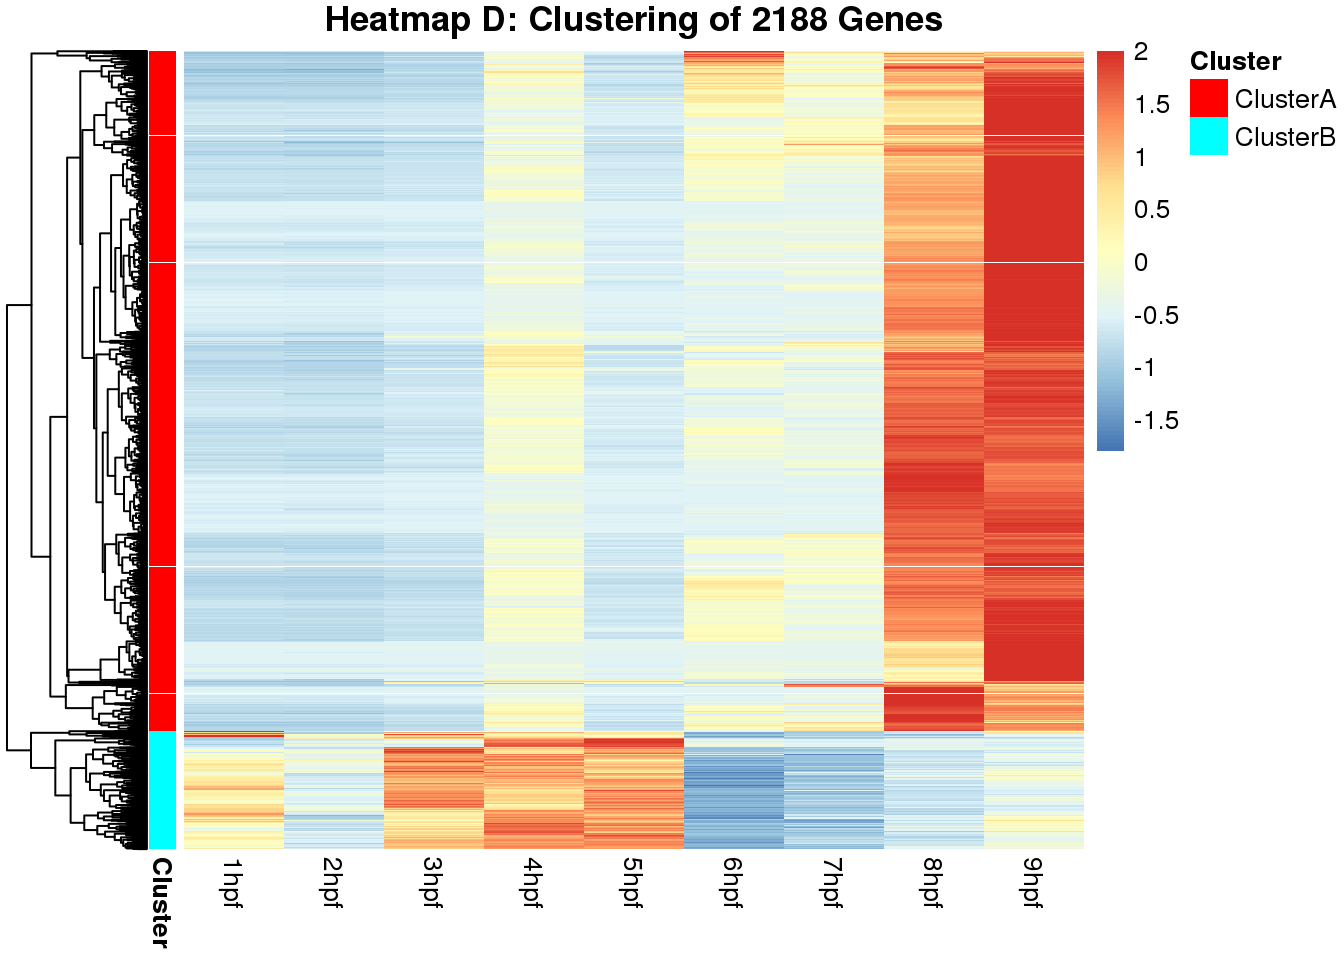 Heatmap D: Clustering of 2188 Genes
2
1.5
1
0.5
0
-0.5
-1
-1.5
Cluster
ClusterA
ClusterB
Cluster
1hpf
2hpf
3hpf
4hpf
5hpf
6hpf
7hpf
8hpf
9hpf